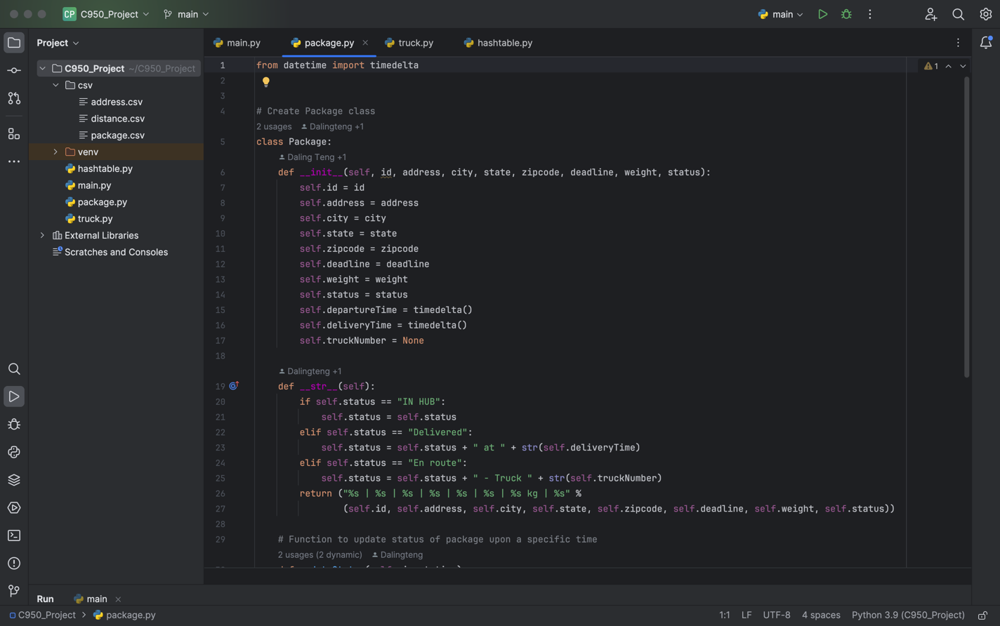 CP C950_Project main main
Project
main.py package.py truck.py hashtable.py
C950_Project ~/C950_Project
csv
address.csv
distance.csv
package.csv
venv
hashtable.py
main.py
package.py
truck.py
External Libraries
Scratches and Consoles
1 from datetime import timedelta 1
2
3
4 # Create Package class
2 usages Dalingteng +1
5 class Package:
Daling Teng +1
6 def __init__(self, id, address, city, state, zipcode, deadline, weight, status):
7 self.id = id
8 self.address = address
9 self.city = city
10 self.state = state
11 self.zipcode = zipcode
12 self.deadline = deadline
13 self.weight = weight
14 self.status = status
15 self.departureTime = timedelta()
16 self.deliveryTime = timedelta()
17 self.truckNumber = None
18
Dalingteng +1
19 def __str__(self):
20 if self.status == "IN HUB":
21 self.status = self.status
22 elif self.status == "Delivered":
23 self.status = self.status + " at " + str(self.deliveryTime)
24 elif self.status == "En route":
25 self.status = self.status + " - Truck " + str(self.truckNumber)
26 return ("%s | %s | %s | %s | %s | %s | %s kg | %s" %
27 (self.id, self.address, self.city, self.state, self.zipcode, self.deadline, self.weight, self.status))
28
29 # Function to update status of package upon a specific time
2 usages (2 dynamic) Dalingteng
Run main
C950_Project package.py 1:1 LF UTF-8 4 spaces Python 3.9 (C950_Project)